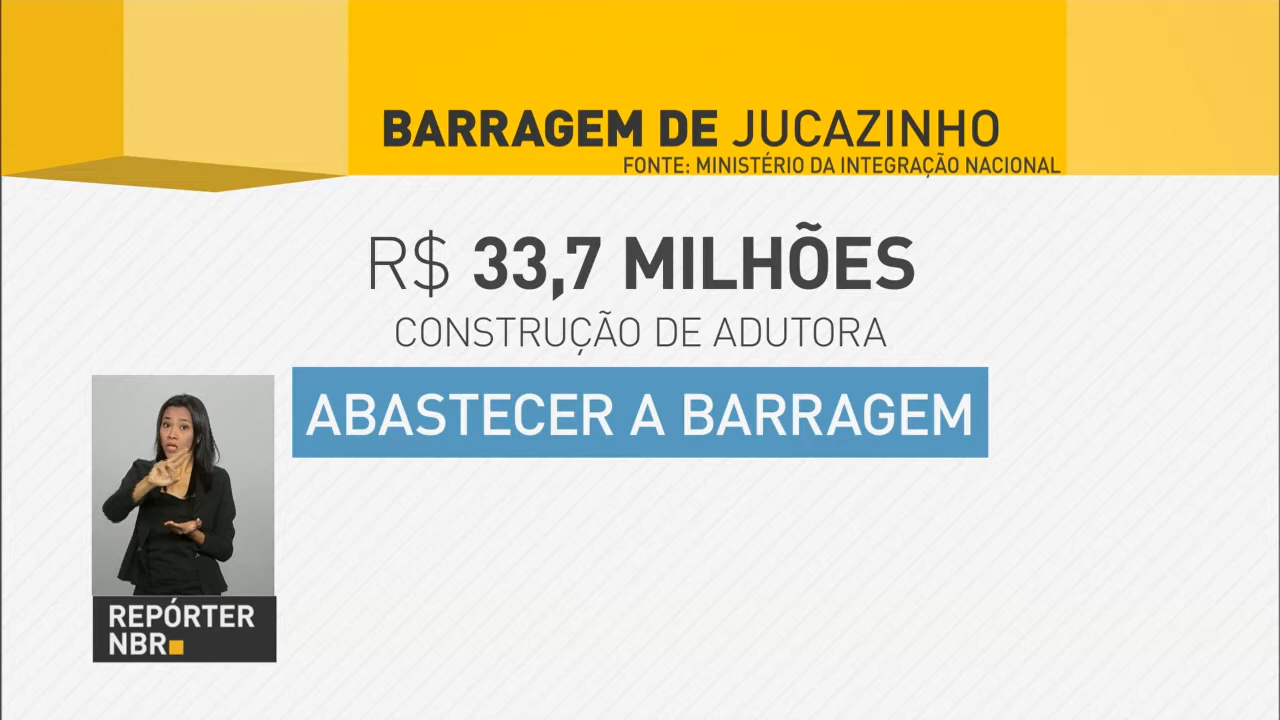 BARRAGEM DE JUCAZINHO
FONTE: MINISTÉRIO DA INTEGRAÇÃO NACIONAL
R$ 33,7 MILHÕES
CONSTRUÇÃO DE ADUTORA
ABASTECER A BARRAGEM
REPÓRTER
NBR